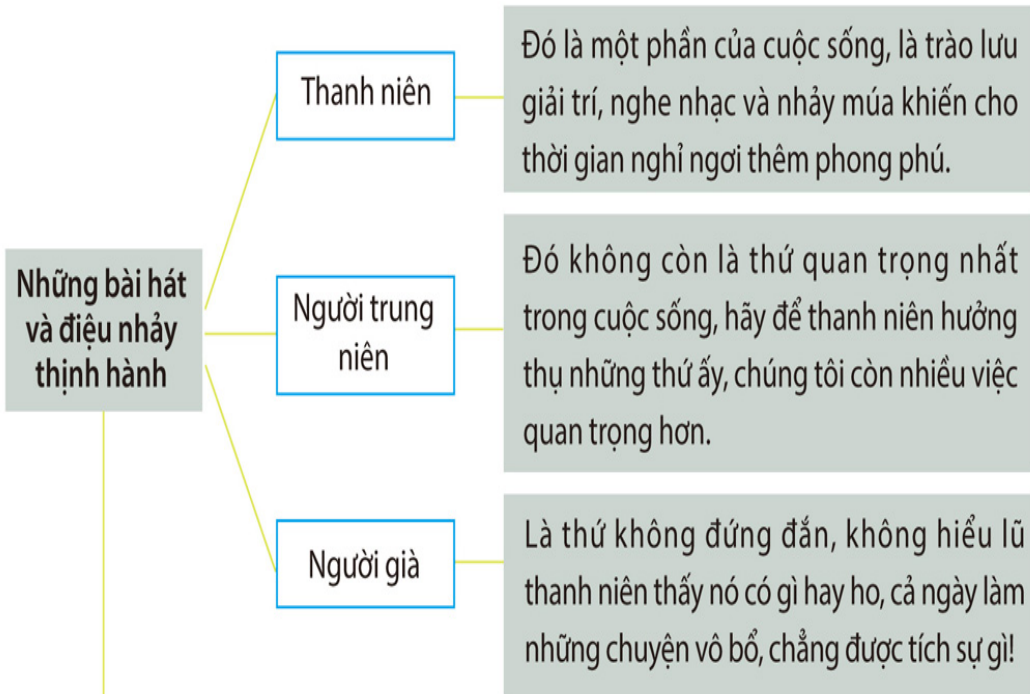 Những bài hát
và điệu nhảy
thịnh hành
Thanh niên
Đó là một phần của cuộc sống, là trào lưu
giải trí, nghe nhạc và nhảy múa khiến cho
thời gian nghỉ ngơi thêm phong phú.
Người trung
niên
Đó không còn là thứ quan trọng nhất
trong cuộc sống, hãy để thanh niên hưởng
thụ những thứ ấy, chúng tôi còn nhiều việc
quan trọng hơn.
Người già
Là thứ không đứng đắn, không hiểu lũ
thanh niên thấy nó có gì hay ho, cả ngày làm
những chuyện vô bổ, chẳng được tích sự gì!